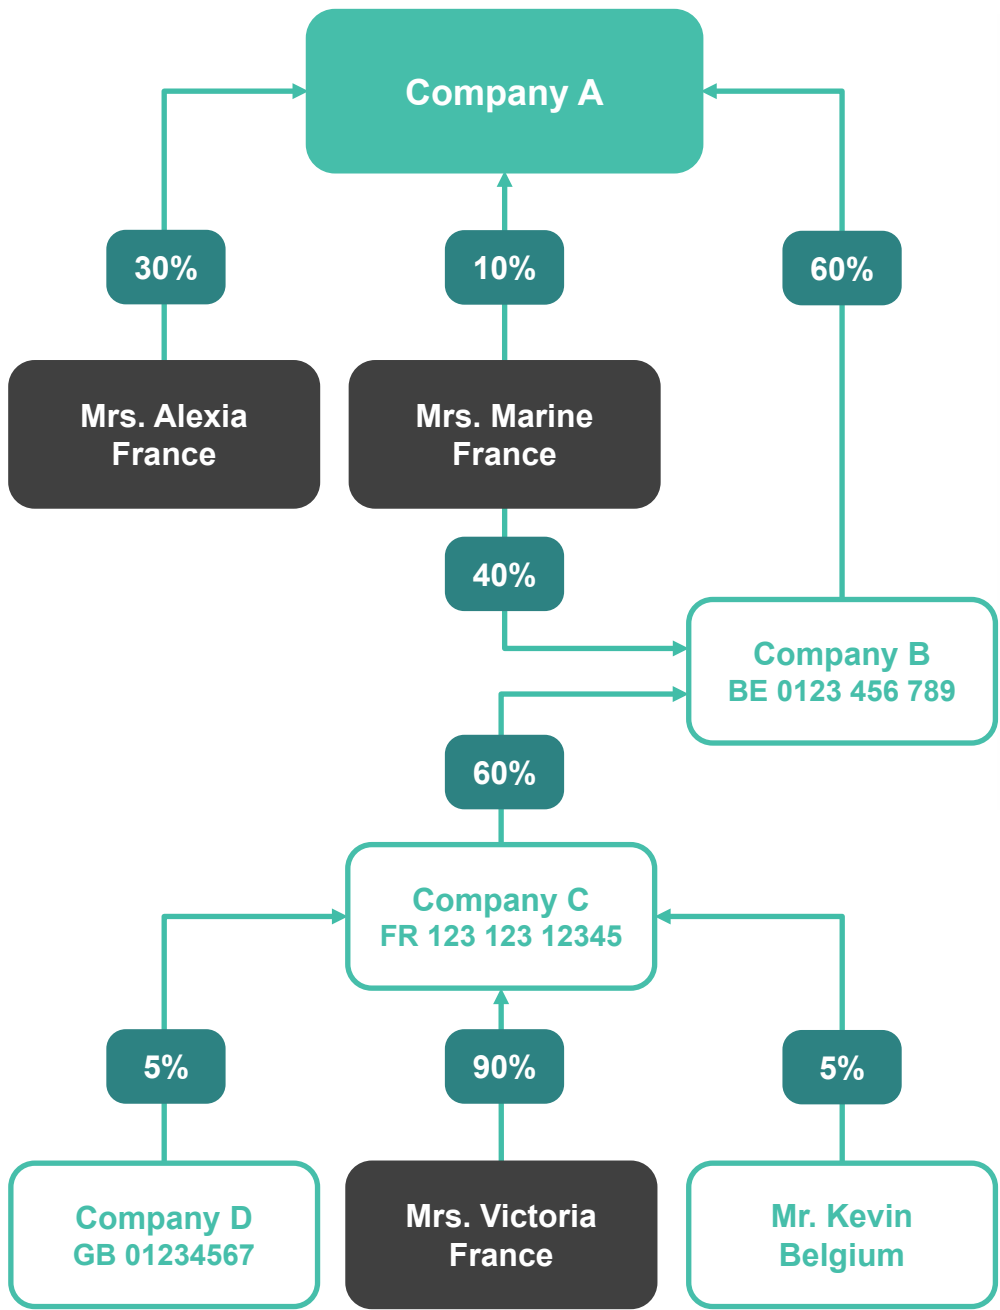 Company A
30%
10%
60%
Mrs. Alexia
France
Mrs. Marine
France
40%
Company B
BE 0123 456 789
60%
Company C
FR 123 123 12345
5%
90%
5%
Company D
GB 01234567
Mrs. Victoria
France
Mr. Kevin
Belgium